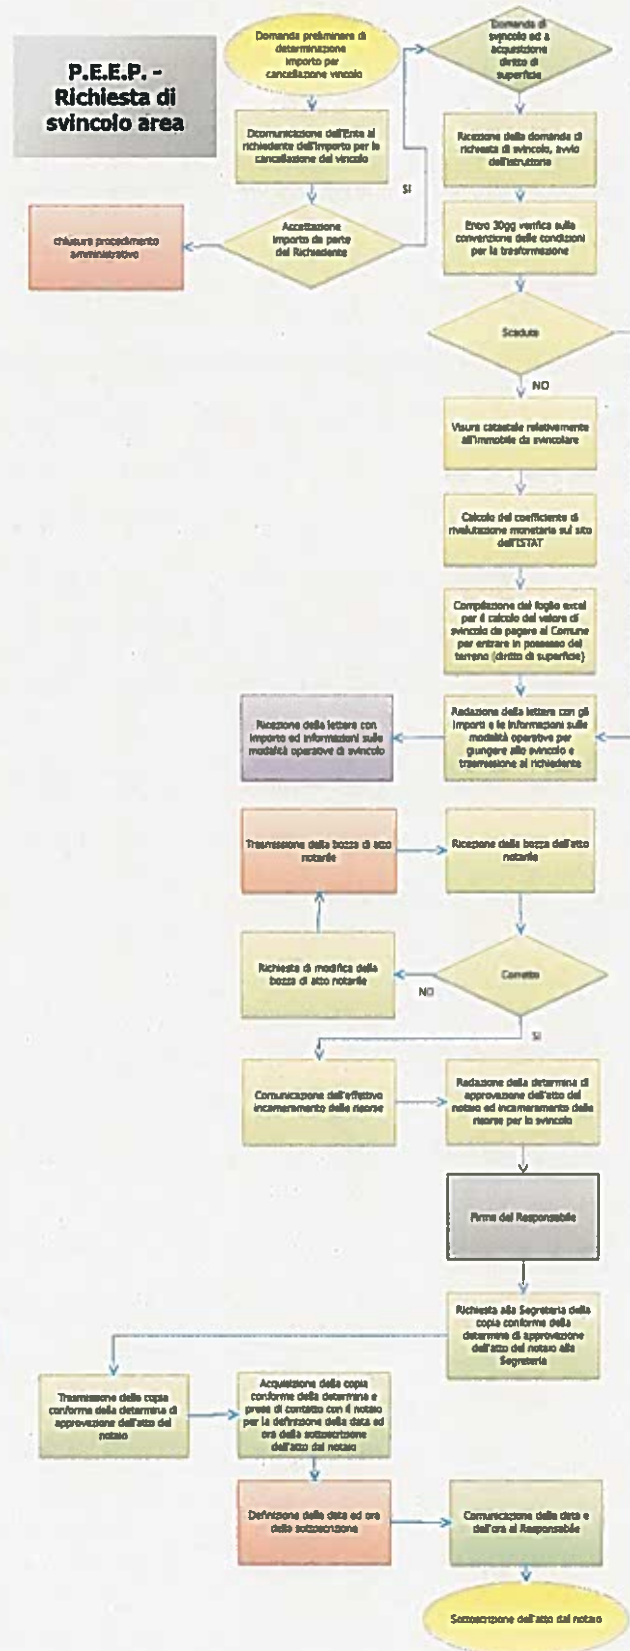 P.E.E.P. -
Richiesta di
svincolo area
Domanda preliminare di
determinazione
importo per
cancellazione vincolo
Dcomunicazione dell'Ente al
richiedente dell'importo per la
cancellazione del vincolo
Accettazione
importo da parte
del Richiedente
SI
chiusura procedimento
amministrativo
Domanda di
svincolo ed a
acquisizione
diritto di
superficie
Ricezione della domanda di
richiesta di svincolo, avvio
dell'istruttoria
Entro 30gg verifica sulla
convenzione delle condizioni
per la trasformazione
Scaduta
NO
Visura catastale relativamente
all'immobile da svincolare
Calcolo del coefficiente di
rivalutazione monetaria sul sito
dell'ISTAT
Compilazione del foglio excel
per il calcolo del valore di
svincolo da pagare al Comune
per entrare in possesso del
terreno (diritto di superficie)
Redazione della lettera con gli
importi e le informazioni sulle
modalità operative per
giungere allo svincolo e
trasmissione al richiedente
Ricezione della lettera con
importo ed informazioni sulle
modalità operative di svincolo
Trasmissione della bozza di atto
notarile
Ricezione della bozza dell'atto
notarile
Richiesta di modifica della
bozza di atto notarile
Corretto
NO
SI
Comunicazione dell'effettivo
incameramento delle risorse
Redazione della determina di
approvazione dell'atto del
notaio ed incameramento delle
risorse per lo svincolo
Firma del Responsabile
Richiesta alla Segreteria della
copia conforme della
determina di approvazione
dell'atto del notaio alla
Segreteria
Trasmissione della copia
conforme della determina di
approvazione dell'atto del
notaio
Acquisizione della copia
conforme della determina e
presa di contatto con il notaio
per la definizione della data ed
ora della sottoscrizione
dell'atto dal notaio
Definizione della data ed ora
della sottoscrizione
Comunicazione della data e
dell'ora al Responsabile
Sottoscrizione dell'atto dal notaio